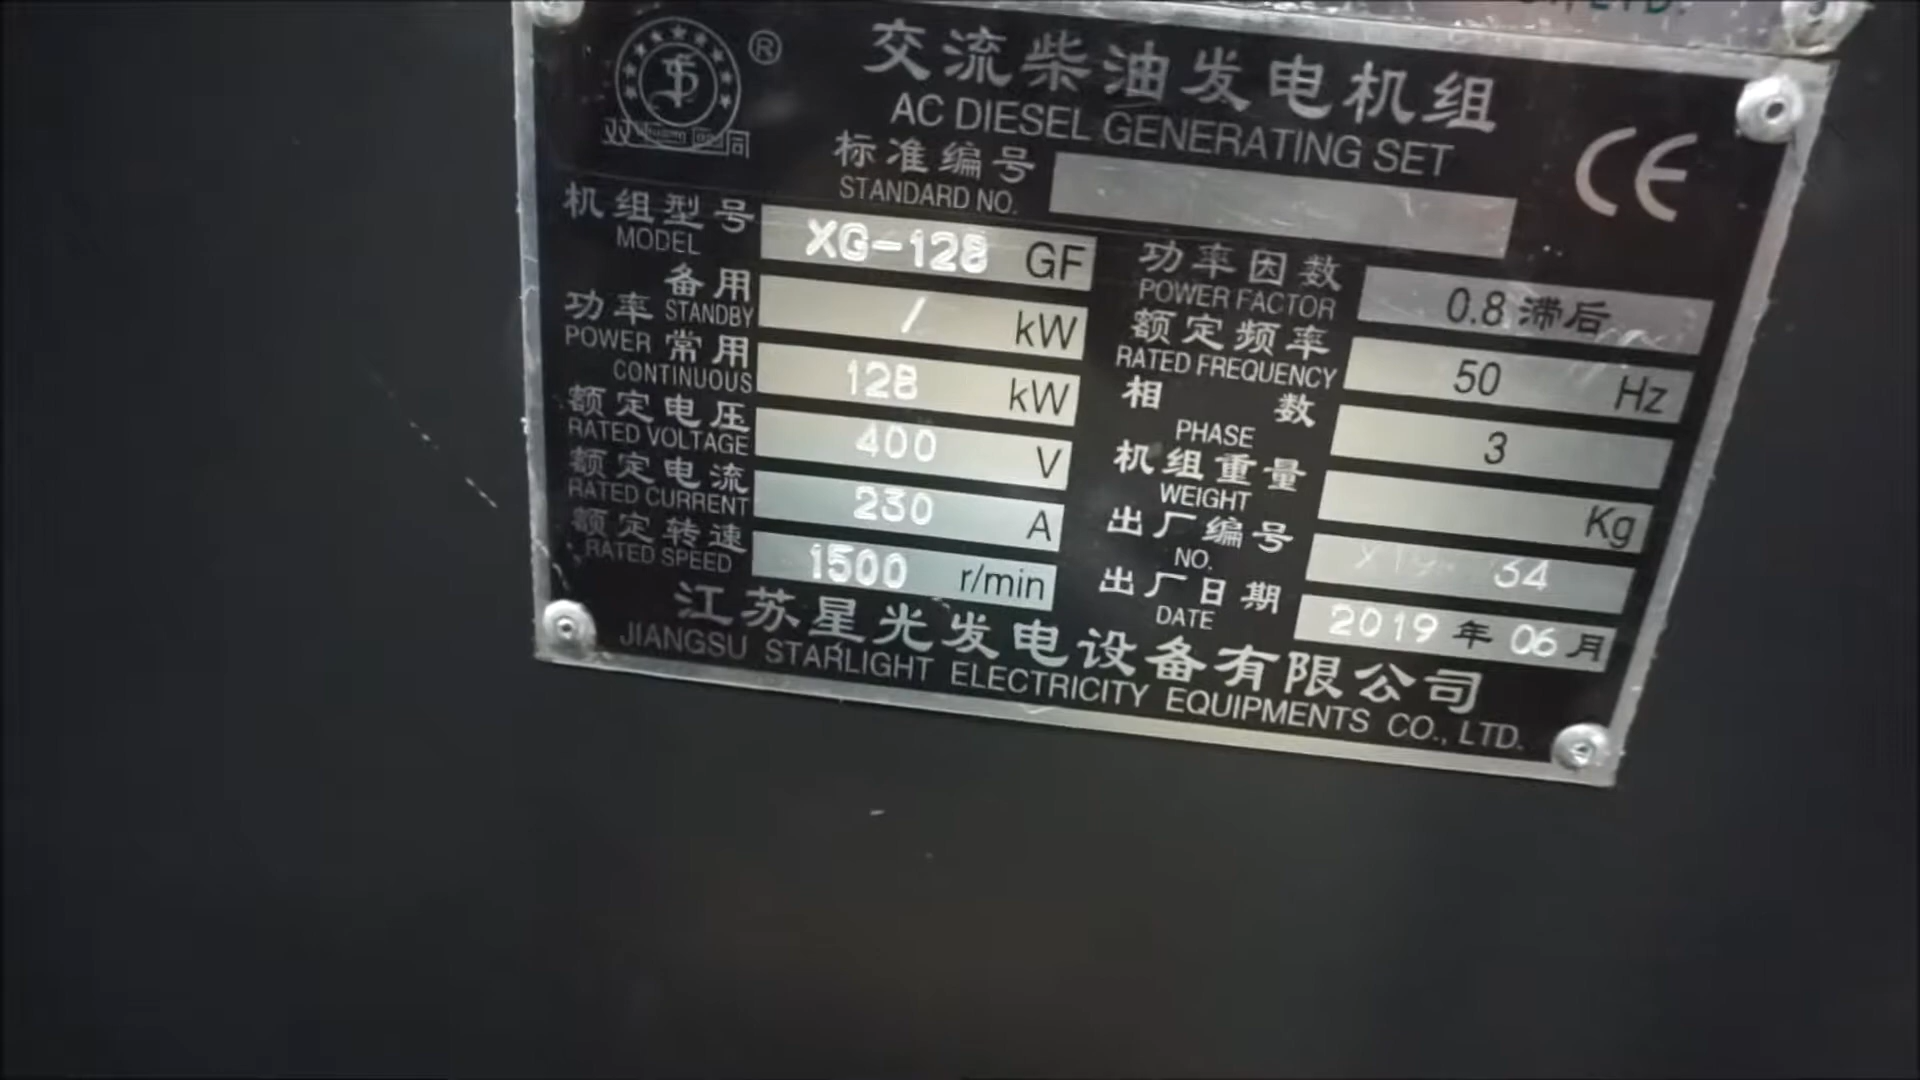 LTD.
®
交流柴油发电机组
AC DIESEL GENERATING SET
CE
标准编号
STANDARD NO.
机组型号
MODEL
XG-128 GF
功率
POWER
备用
STANDBY
/ kW
常用
CONTINUOUS
128 kW
额定电压
RATED VOLTAGE
400 V
额定电流
RATED CURRENT
230 A
额定转速
RATED SPEED
1500 r/min
功率因数
POWER FACTOR
0.8 滞后
额定频率
RATED FREQUENCY
50 Hz
相数
PHASE
3
机组重量
WEIGHT
Kg
出厂编号
NO.
34
出厂日期
DATE
2019 年 06 月
江苏星光发电设备有限公司
JIANGSU STARLIGHT ELECTRICITY EQUIPMENTS CO., LTD.